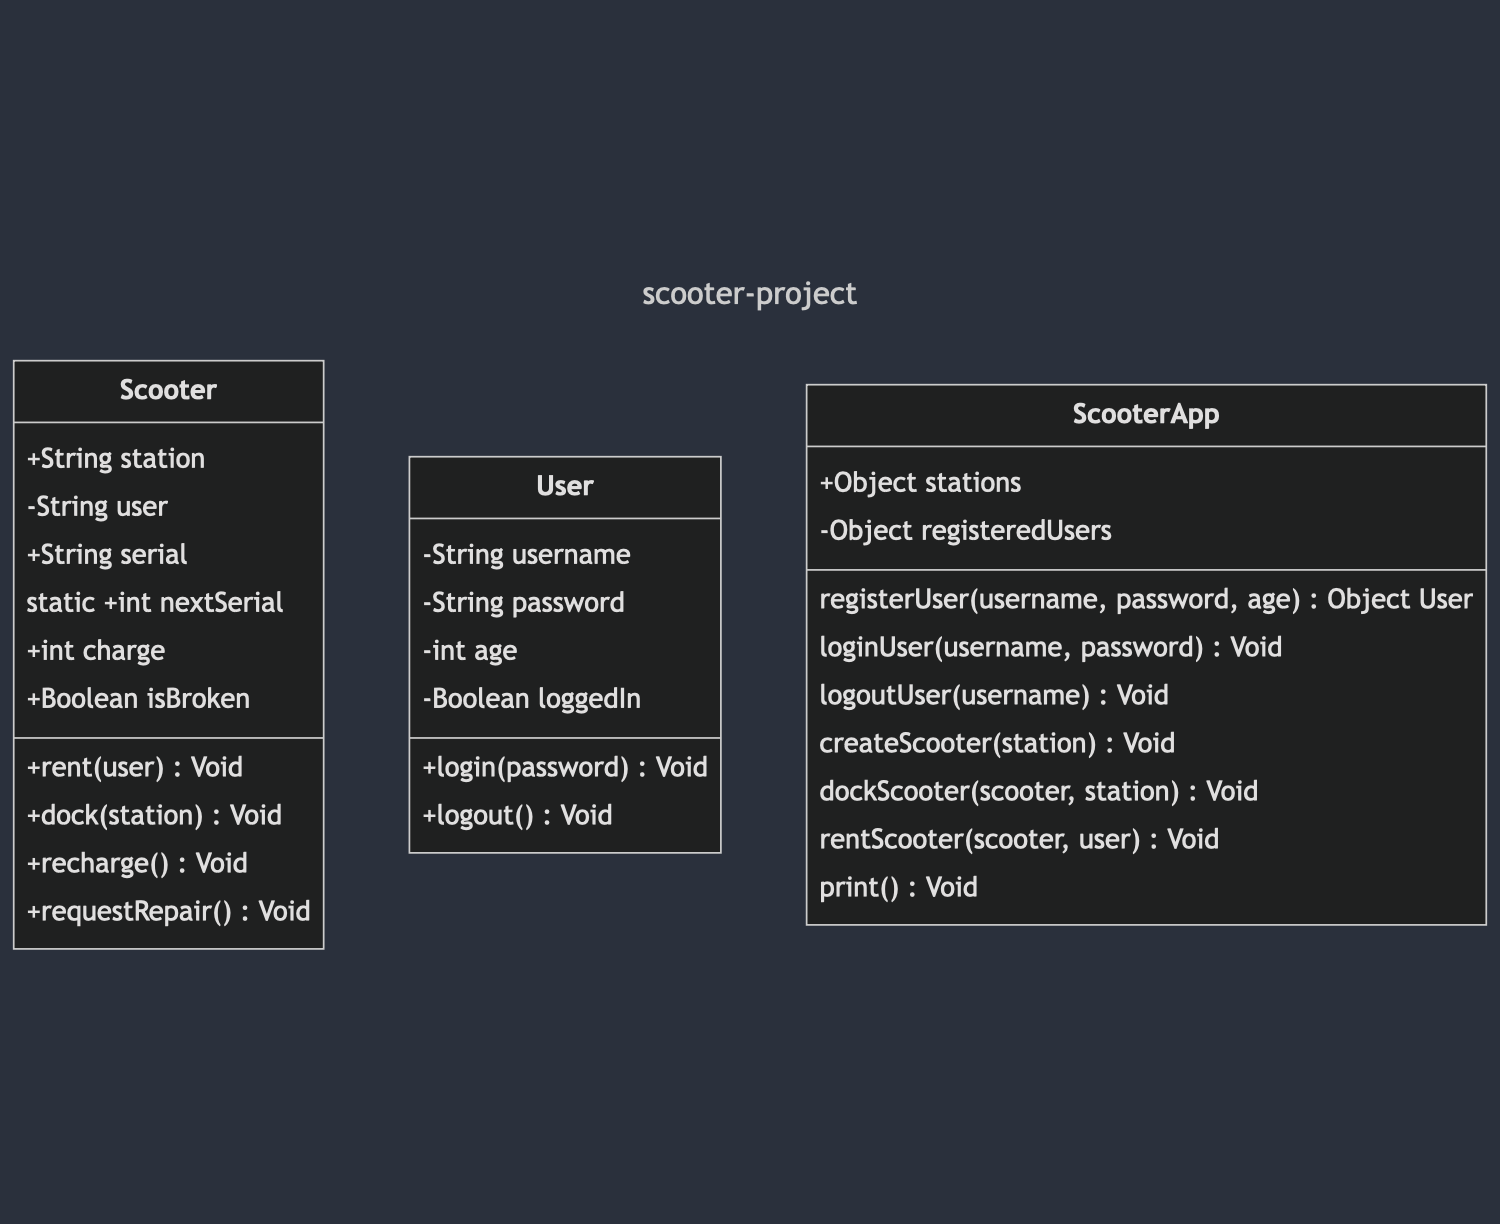 scooter-project
Scooter
+String station
-String user
+String serial
static +int nextSerial
+int charge
+Boolean isBroken
+rent(user) : Void
+dock(station) : Void
+recharge() : Void
+requestRepair() : Void
User
-String username
-String password
-int age
-Boolean loggedIn
+login(password) : Void
+logout() : Void
ScooterApp
+Object stations
-Object registeredUsers
registerUser(username, password, age) : Object User
loginUser(username, password) : Void
logoutUser(username) : Void
createScooter(station) : Void
dockScooter(scooter, station) : Void
rentScooter(scooter, user) : Void
print() : Void